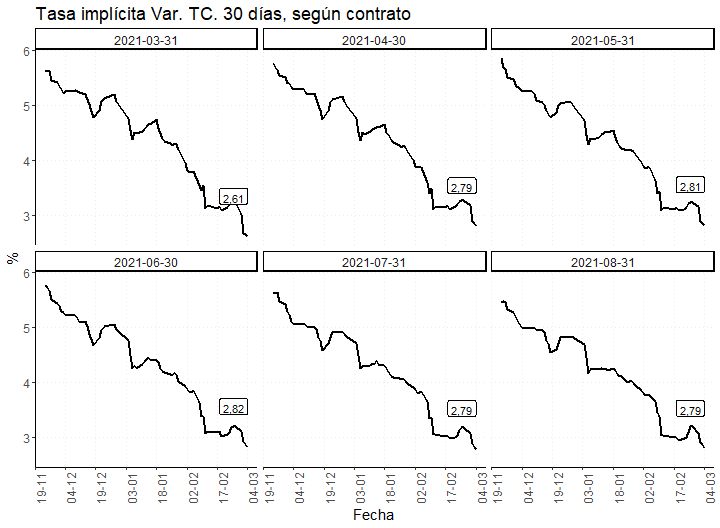 Tasa implícita Var. TC. 30 días, según contrato
2021-03-31 2021-04-30 2021-05-31
6
5
4
3
2,61 2,79 2,81
%
2021-06-30 2021-07-31 2021-08-31
6
5
4
3
2,82 2,79 2,79
19-11 04-12 19-12 03-01 18-01 02-02 17-02 04-03 19-11 04-12 19-12 03-01 18-01 02-02 17-02 04-03 19-11 04-12 19-12 03-01 18-01 02-02 17-02 04-03
Fecha